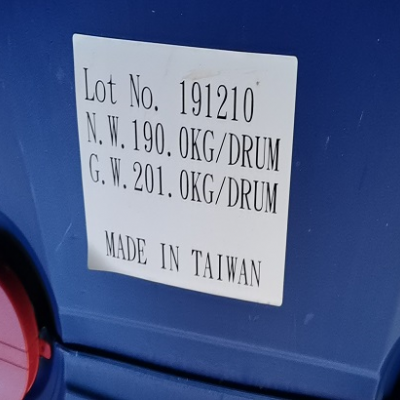 Lot No. 191210
N.W.190.0KG/DRUM
G.W.201.0KG/DRUM
MADE IN TAIWAN